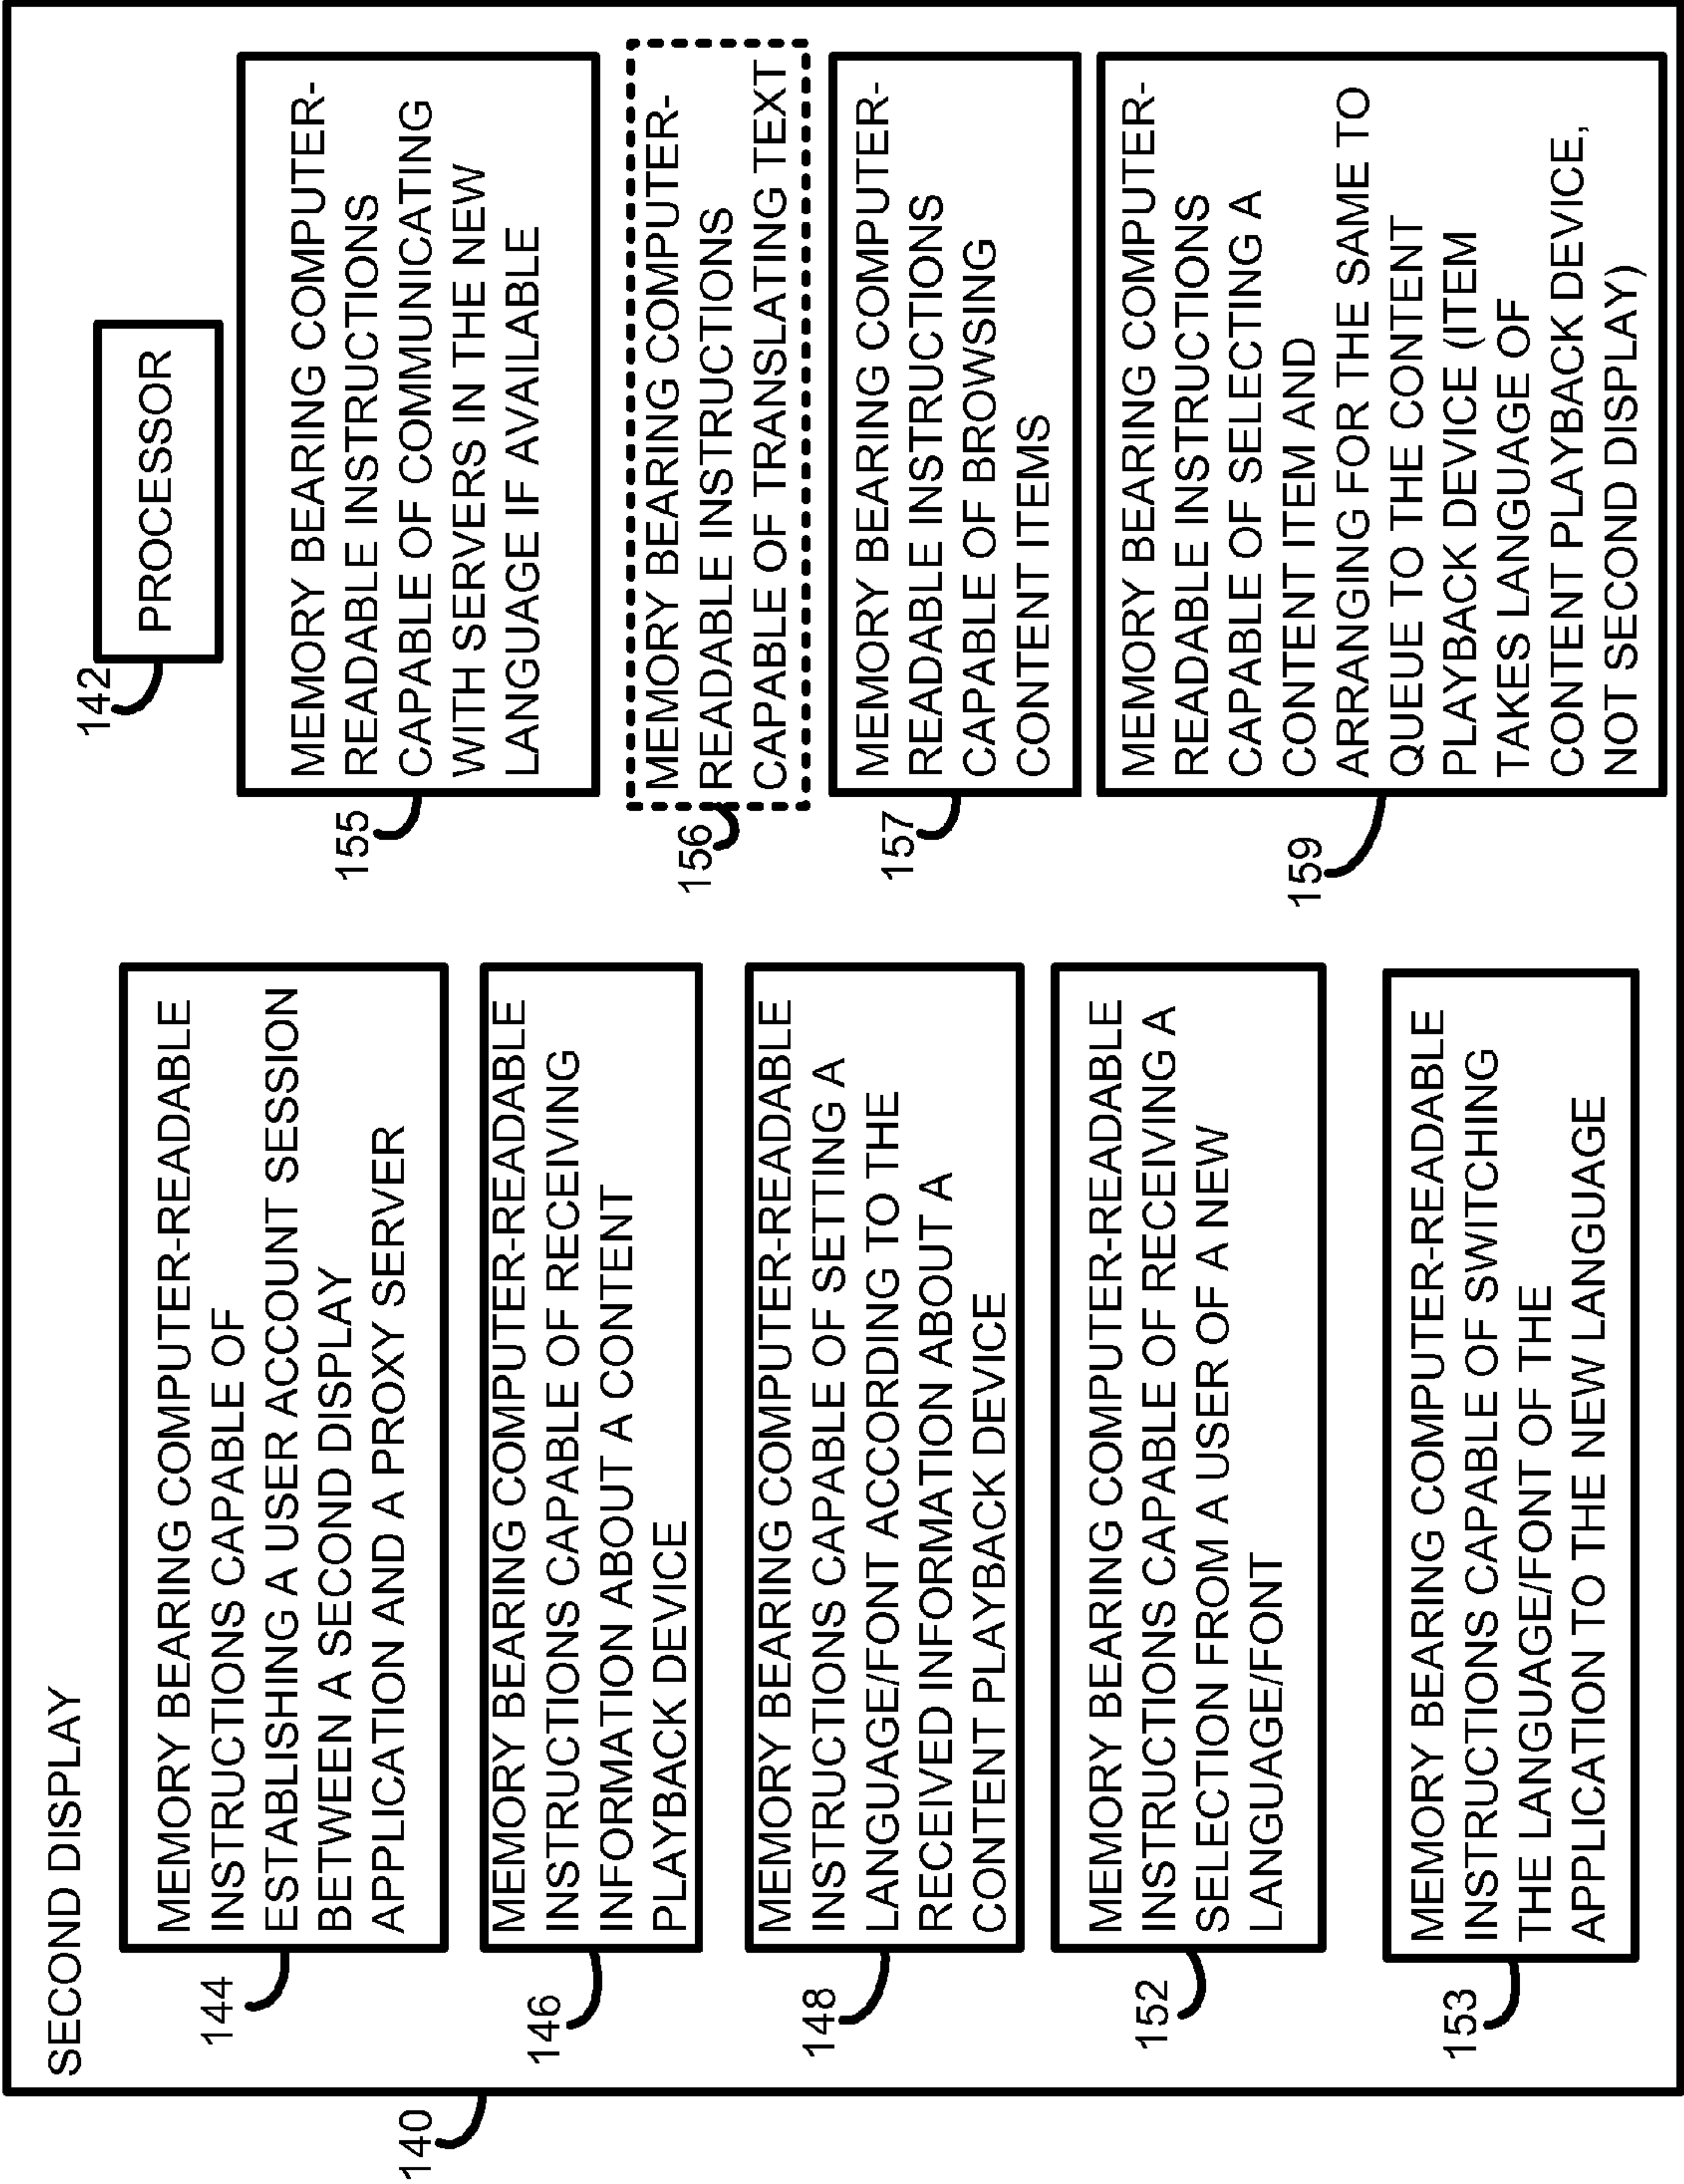 SECOND DISPLAY
140
144
MEMORY BEARING COMPUTER-READABLE
INSTRUCTIONS CAPABLE OF
ESTABLISHING A USER ACCOUNT SESSION
BETWEEN A SECOND DISPLAY
APPLICATION AND A PROXY SERVER
146
MEMORY BEARING COMPUTER-READABLE
INSTRUCTIONS CAPABLE OF RECEIVING
INFORMATION ABOUT A CONTENT
PLAYBACK DEVICE
148
MEMORY BEARING COMPUTER-READABLE
INSTRUCTIONS CAPABLE OF SETTING A
LANGUAGE/FONT ACCORDING TO THE
RECEIVED INFORMATION ABOUT A
CONTENT PLAYBACK DEVICE
152
MEMORY BEARING COMPUTER-READABLE
INSTRUCTIONS CAPABLE OF RECEIVING A
SELECTION FROM A USER OF A NEW
LANGUAGE/FONT
153
MEMORY BEARING COMPUTER-READABLE
INSTRUCTIONS CAPABLE OF SWITCHING
THE LANGUAGE/FONT OF THE
APPLICATION TO THE NEW LANGUAGE
142
PROCESSOR
155
MEMORY BEARING COMPUTER-
READABLE INSTRUCTIONS
CAPABLE OF COMMUNICATING
WITH SERVERS IN THE NEW
LANGUAGE IF AVAILABLE
156
MEMORY BEARING COMPUTER-
READABLE INSTRUCTIONS
CAPABLE OF TRANSLATING TEXT
157
MEMORY BEARING COMPUTER-
READABLE INSTRUCTIONS
CAPABLE OF BROWSING
CONTENT ITEMS
159
MEMORY BEARING COMPUTER-
READABLE INSTRUCTIONS
CAPABLE OF SELECTING A
CONTENT ITEM AND
ARRANGING FOR THE SAME TO
QUEUE TO THE CONTENT
PLAYBACK DEVICE (ITEM
TAKES LANGUAGE OF
CONTENT PLAYBACK DEVICE,
NOT SECOND DISPLAY)